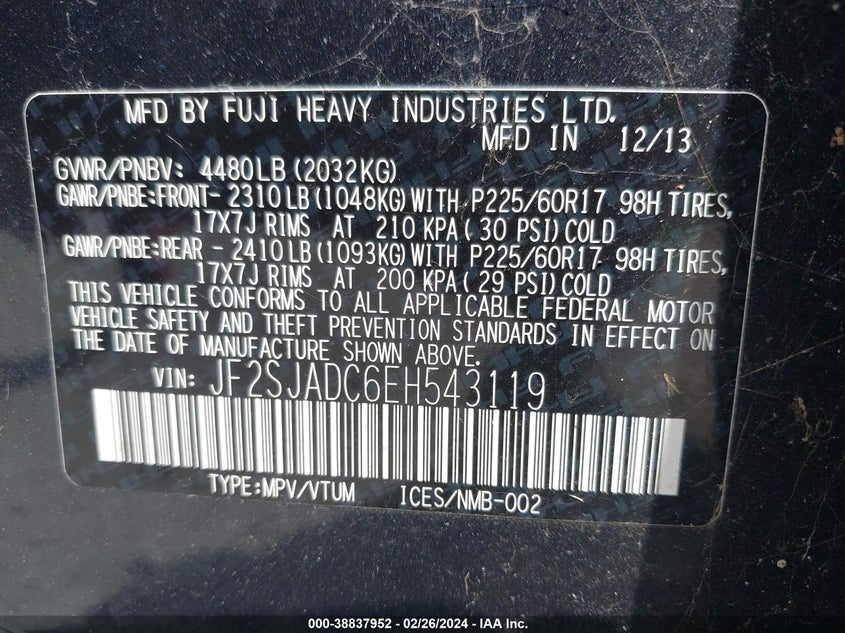 MFD BY FUJI HEAVY INDUSTRIES LTD.
MFD IN 12/13
GVWR/PNBV: 4480LB (2032KG)
GAWR/PNBE:FRONT- 2310LB (1048KG) WITH P225/60R17 98H TIRES,
17X7J RIMS AT 210 KPA ( 30 PSI) COLD
GAWR/PNBE:REAR - 2410LB (1093KG) WITH P225/60R17 98H TIRES,
17X7J RIMS AT 200 KPA ( 29 PSI) COLD
THIS VEHICLE CONFORMS TO ALL APPLICABLE FEDERAL MOTOR
VEHICLE SAFETY AND THEFT PREVENTION STANDARDS IN EFFECT ON
THE DATE OF MANUFACTURE SHOWN ABOVE.
VIN: JF2SJADC6EH543119
TYPE:MPV/VTUM ICES/NMB-002
000-38837952 - 02/26/2024 - IAA Inc.